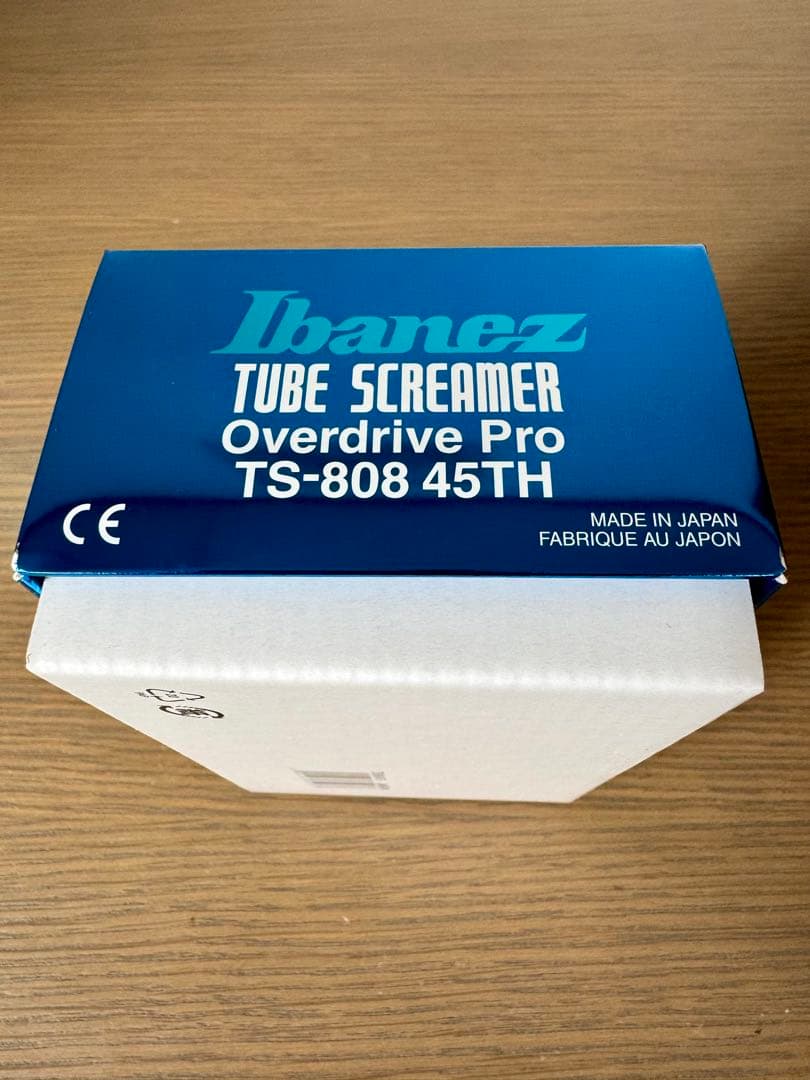 Ibanez
TUBE SCREAMER
Overdrive Pro
TS-808 45TH
CE
MADE IN JAPAN
FABRIQUE AU JAPON